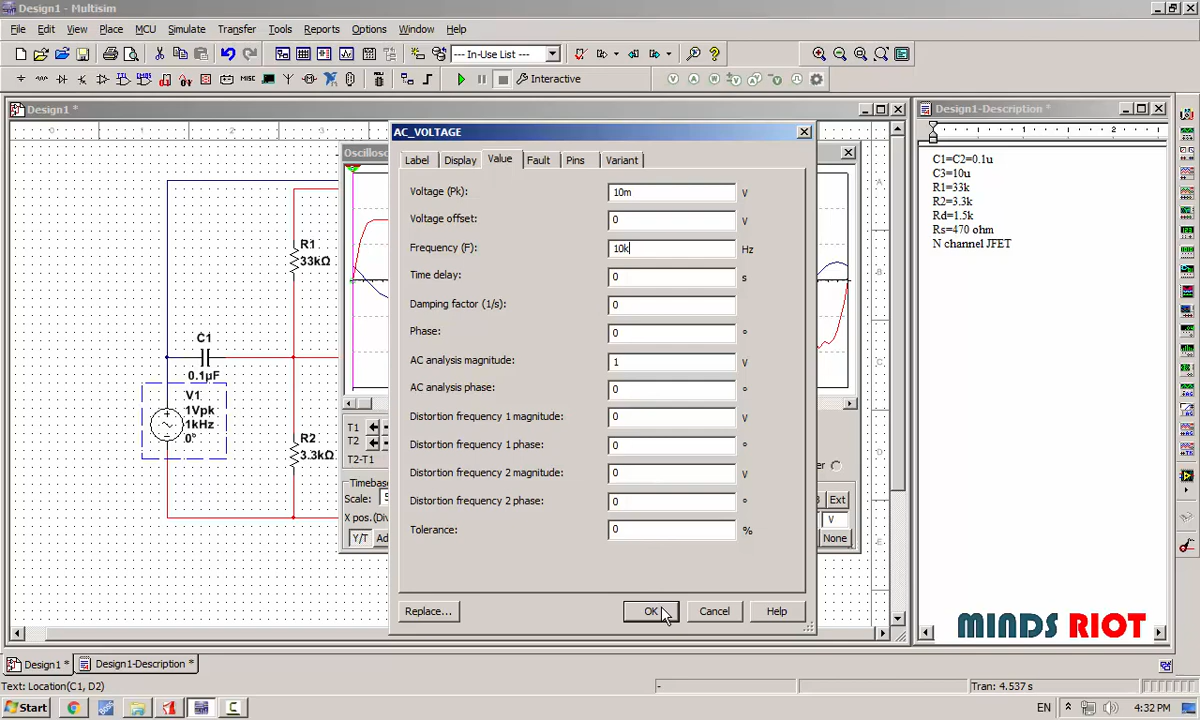 Design1 - Multisim
File Edit View Place MCU Simulate Transfer Tools Reports Options Window Help
--- In-Use List ---
Interactive
Design1 *
Design1-Description *
AC_VOLTAGE
Oscillosc
Label Display Value Fault Pins Variant
Voltage (Pk): 10m V
Voltage offset: 0 V
Frequency (F): 10k Hz
Time delay: 0 s
Damping factor (1/s): 0
Phase: 0 °
AC analysis magnitude: 1 V
AC analysis phase: 0 °
Distortion frequency 1 magnitude: 0 V
Distortion frequency 1 phase: 0 °
Distortion frequency 2 magnitude: 0 V
Distortion frequency 2 phase: 0 °
Tolerance: 0 %
Replace... OK Cancel Help
R1
33kΩ
C1
0.1µF
V1
1Vpk
1kHz
0°
R2
3.3kΩ
T1
T2
T2-T1
Timebase
Scale: 5
X pos.(Div
Y/T Ad
Ext
V
None
C1=C2=0.1u
C3=10u
R1=33k
R2=3.3k
Rd=1.5k
Rs=470 ohm
N channel JFET
MINDS RIOT
Design1 * Design1-Description *
Text: Location(C1, D2)
-
Tran: 4.537 s
Start
EN
4:32 PM